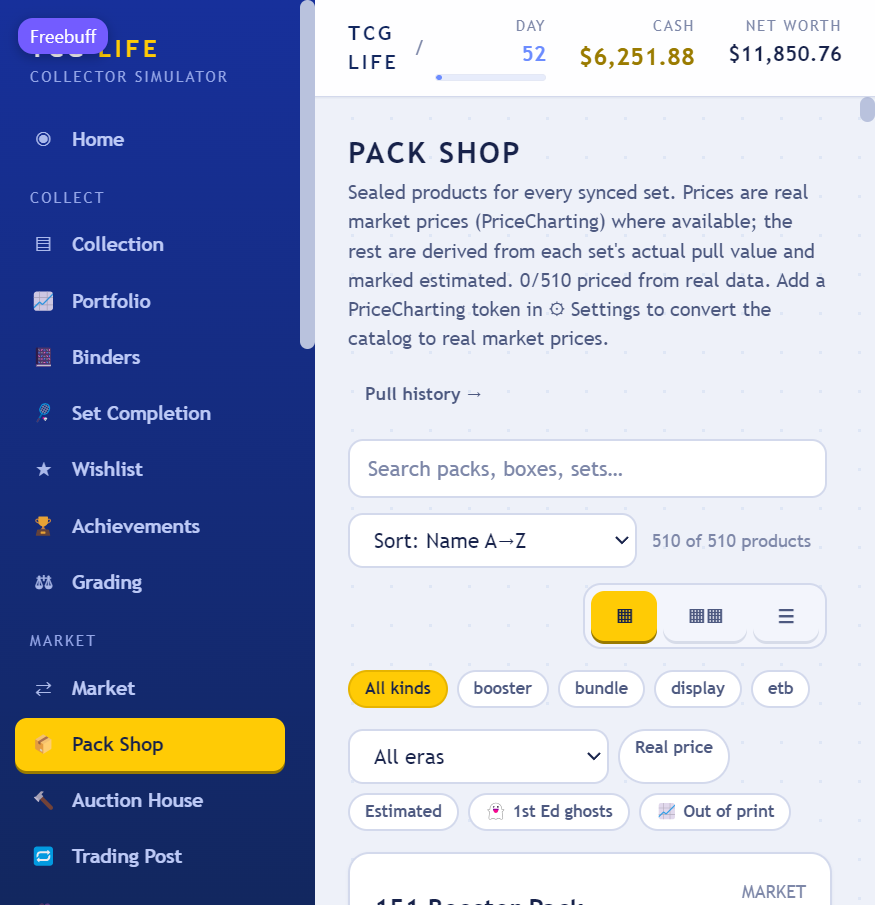 Freebuff
LIFE
COLLECTOR SIMULATOR
Home
COLLECT
Collection
Portfolio
Binders
Set Completion
Wishlist
Achievements
Grading
MARKET
Market
Pack Shop
Auction House
Trading Post
TCG
LIFE
/
DAY
52
CASH
$6,251.88
NET WORTH
$11,850.76
PACK SHOP
Sealed products for every synced set. Prices are real
market prices (PriceCharting) where available; the
rest are derived from each set's actual pull value and
marked estimated. 0/510 priced from real data. Add a
PriceCharting token in ⚙ Settings to convert the
catalog to real market prices.
Pull history →
Search packs, boxes, sets…
Sort: Name A→Z
510 of 510 products
All kinds
booster
bundle
display
etb
All eras
Real price
Estimated
1st Ed ghosts
Out of print
MARKET
151 Booster Pack